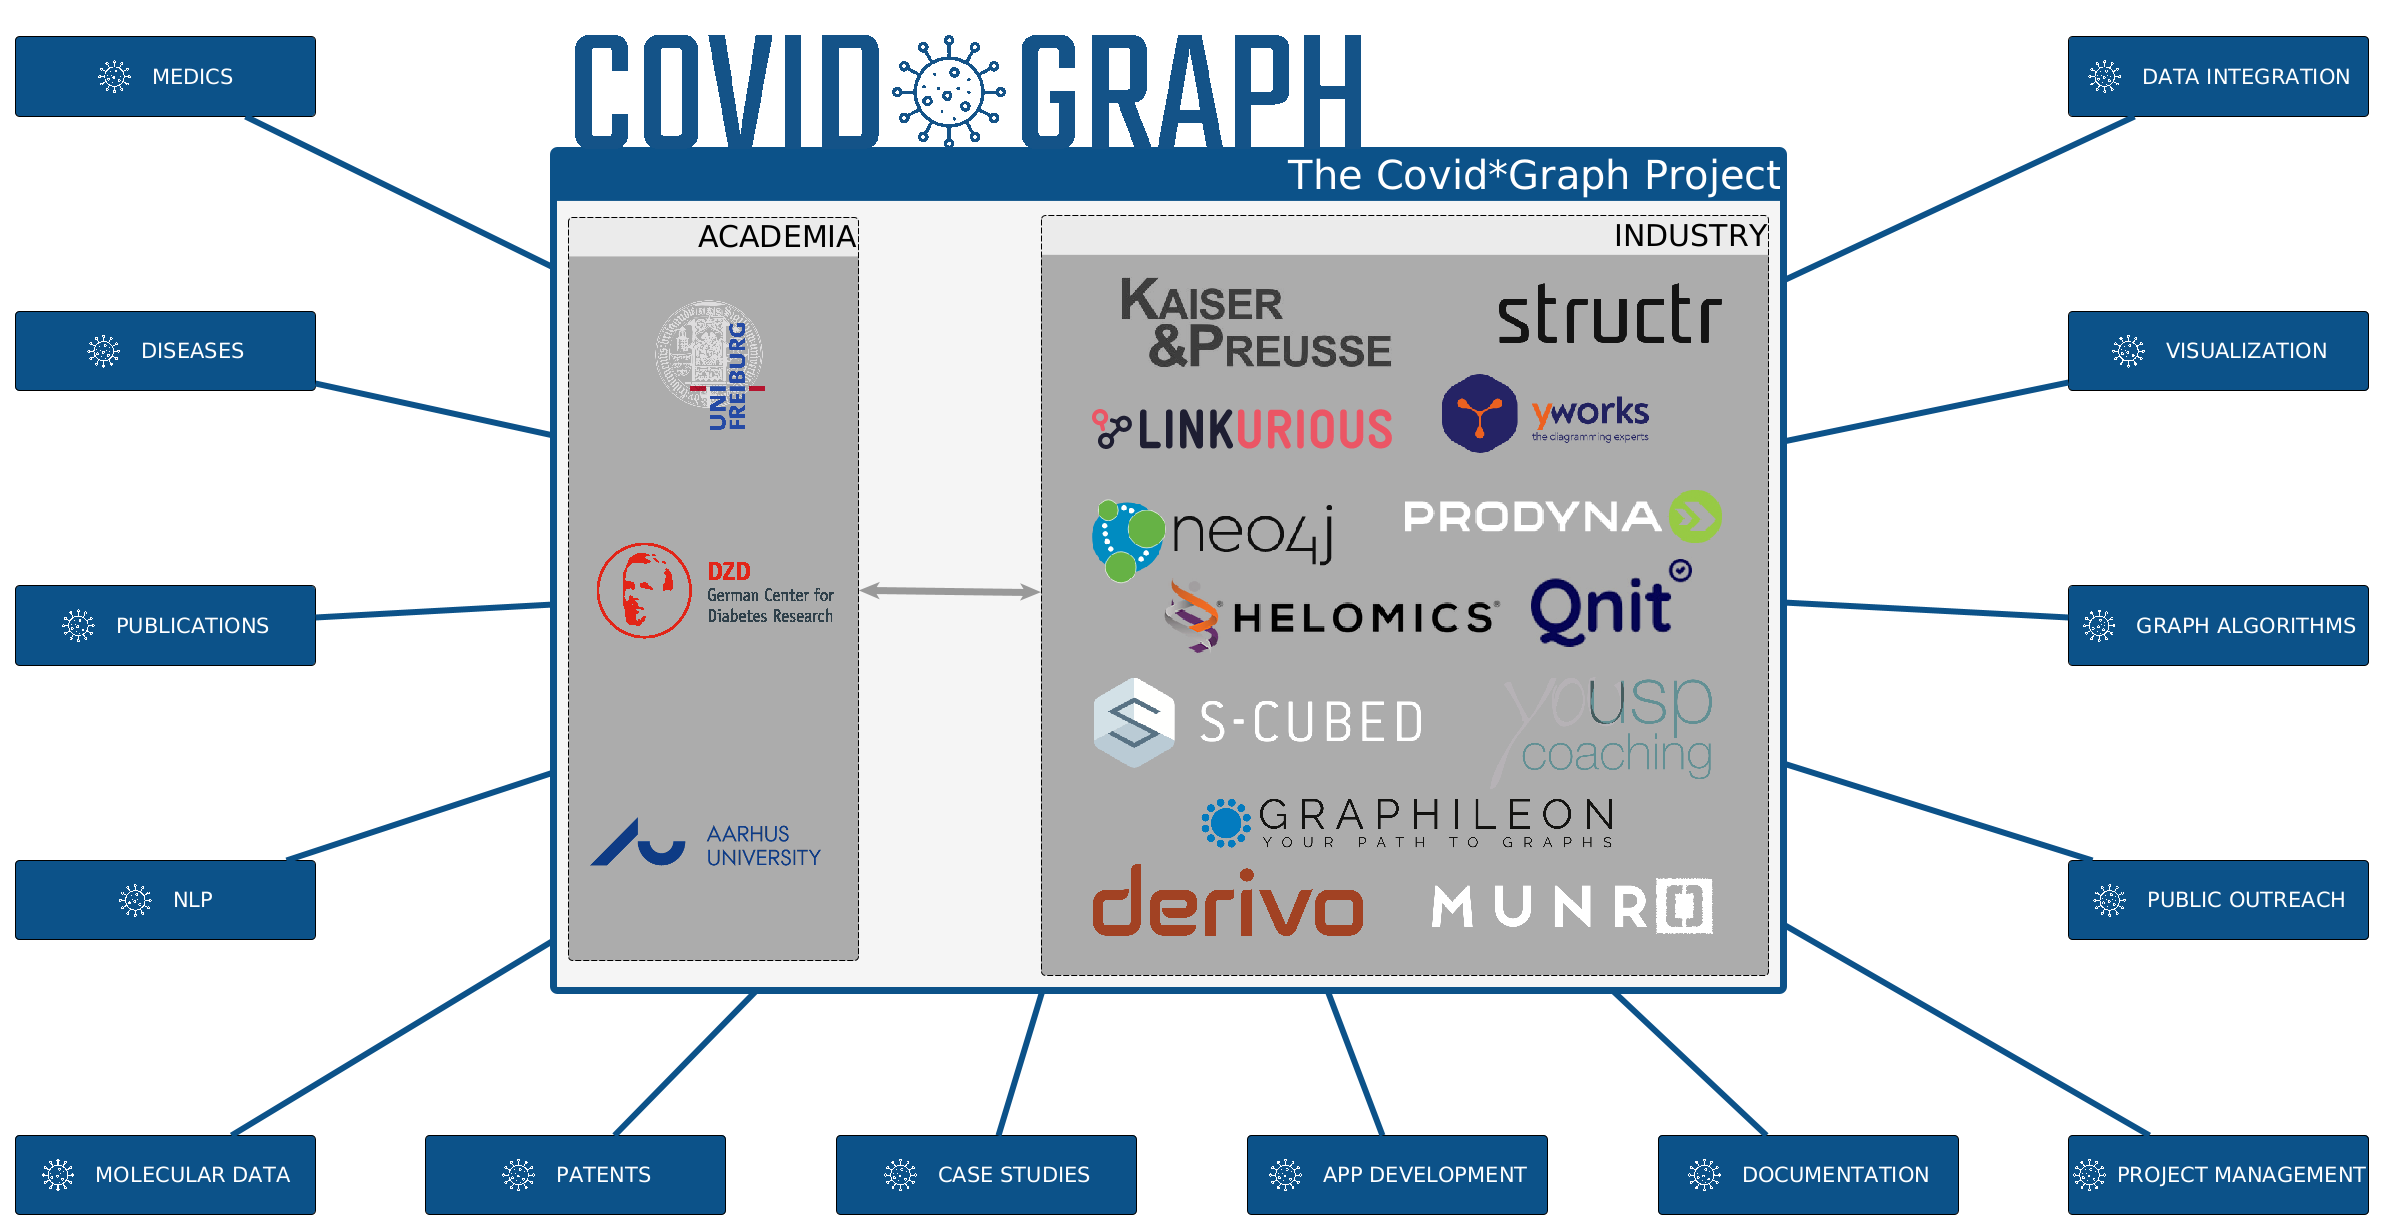 COVID GRAPH
The Covid*Graph Project
MEDICS
DISEASES
PUBLICATIONS
NLP
MOLECULAR DATA
ACADEMIA
UNI
FREIBURG
DZD
German Center for
Diabetes Research
AARHUS
UNIVERSITY
INDUSTRY
KAISER
&PREUSSE
structr
LINKURIOUS
yworks
the diagramming experts
neo4j
PRODYNA
HELOMICS®
Qnit
S-CUBED
yousp
coaching
GRAPHILEON
YOUR PATH TO GRAPHS
derivo
MUNRO
DATA INTEGRATION
VISUALIZATION
GRAPH ALGORITHMS
PUBLIC OUTREACH
PATENTS
CASE STUDIES
APP DEVELOPMENT
DOCUMENTATION
PROJECT MANAGEMENT